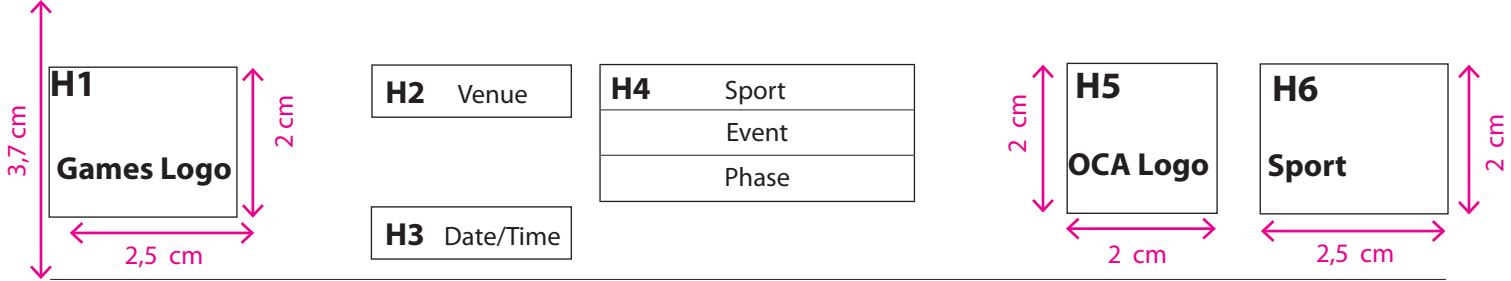 3,7 cm
H1
Games Logo
2 cm
2,5 cm
H2 Venue
H3 Date/Time
H4 Sport
Event
Phase
2 cm
H5
OCA Logo
2 cm
H6
Sport
2 cm
2,5 cm